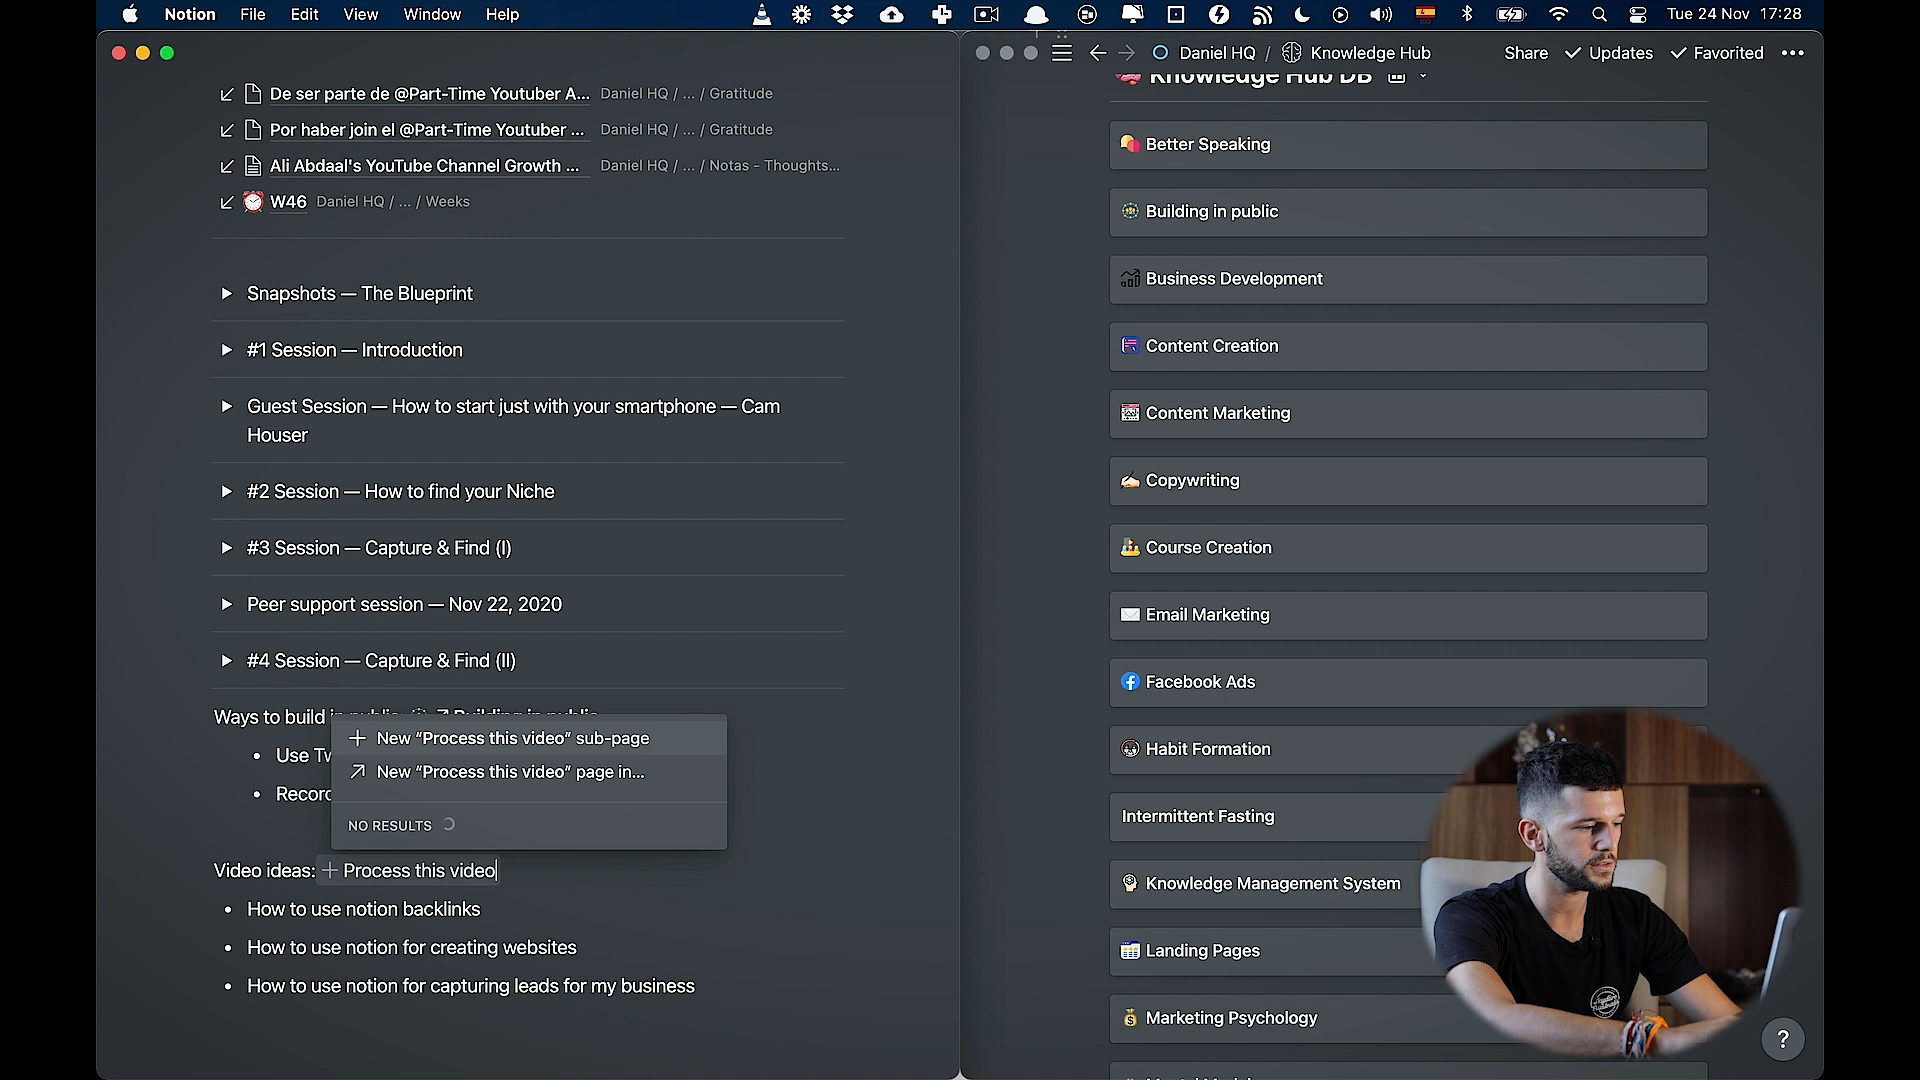 Notion File Edit View Window Help
Tue 24 Nov 17:28
De ser parte de @Part-Time Youtuber A... Daniel HQ / ... / Gratitude
Por haber join el @Part-Time Youtuber ... Daniel HQ / ... / Gratitude
Ali Abdaal's YouTube Channel Growth ... Daniel HQ / ... / Notas - Thoughts...
W46 Daniel HQ / ... / Weeks
Snapshots — The Blueprint
#1 Session — Introduction
Guest Session — How to start just with your smartphone — Cam
Houser
#2 Session — How to find your Niche
#3 Session — Capture & Find (I)
Peer support session — Nov 22, 2020
#4 Session — Capture & Find (II)
Ways to build in public: Building in public
New “Process this video” sub-page
• Use Tw
New “Process this video” page in...
• Record
NO RESULTS
Video ideas: + Process this video
• How to use notion backlinks
• How to use notion for creating websites
• How to use notion for capturing leads for my business
Daniel HQ / Knowledge Hub Share Updates Favorited •••
Knowledge Hub DB
Better Speaking
Building in public
Business Development
Content Creation
Content Marketing
Copywriting
Course Creation
Email Marketing
Facebook Ads
Habit Formation
Intermittent Fasting
Knowledge Management System
Landing Pages
Marketing Psychology
?